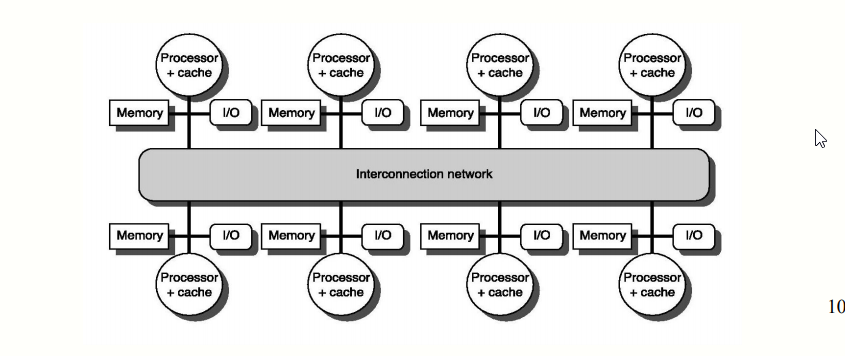 Processor Processor Processor Processor
+ cache + cache + cache + cache
Memory I/O Memory I/O Memory I/O Memory I/O
Interconnection network
Memory I/O Memory I/O Memory I/O Memory I/O
Processor Processor Processor Processor
+ cache + cache + cache + cache
10